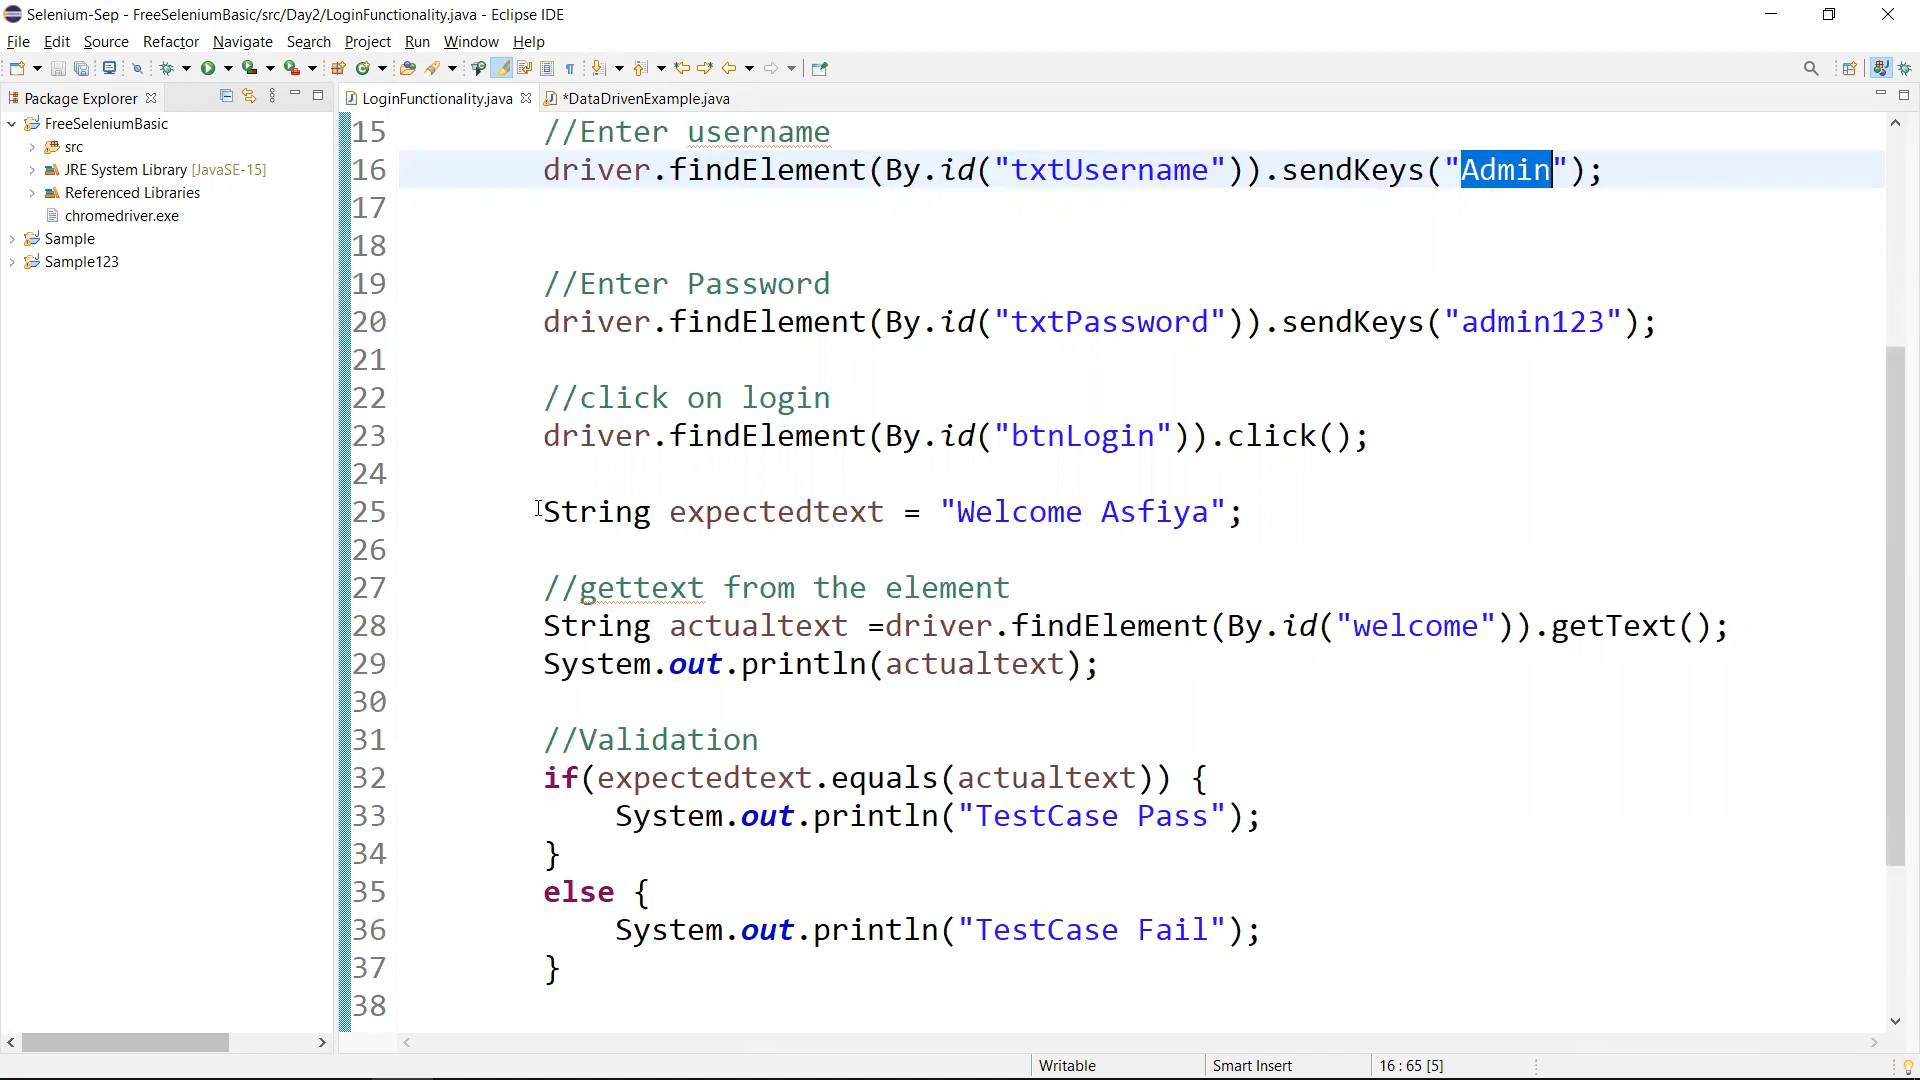 Selenium-Sep - FreeSeleniumBasic/src/Day2/LoginFunctionality.java - Eclipse IDE
File Edit Source Refactor Navigate Search Project Run Window Help
Package Explorer
FreeSeleniumBasic
src
JRE System Library [JavaSE-15]
Referenced Libraries
chromedriver.exe
Sample
Sample123
LoginFunctionality.java *DataDrivenExample.java
15 //Enter username
16 driver.findElement(By.id("txtUsername")).sendKeys("Admin");
17
18
19 //Enter Password
20 driver.findElement(By.id("txtPassword")).sendKeys("admin123");
21
22 //click on login
23 driver.findElement(By.id("btnLogin")).click();
24
25 String expectedtext = "Welcome Asfiya";
26
27 //gettext from the element
28 String actualtext =driver.findElement(By.id("welcome")).getText();
29 System.out.println(actualtext);
30
31 //Validation
32 if(expectedtext.equals(actualtext)) {
33 System.out.println("TestCase Pass");
34 }
35 else {
36 System.out.println("TestCase Fail");
37 }
38
Writable Smart Insert 16 : 65 [5]